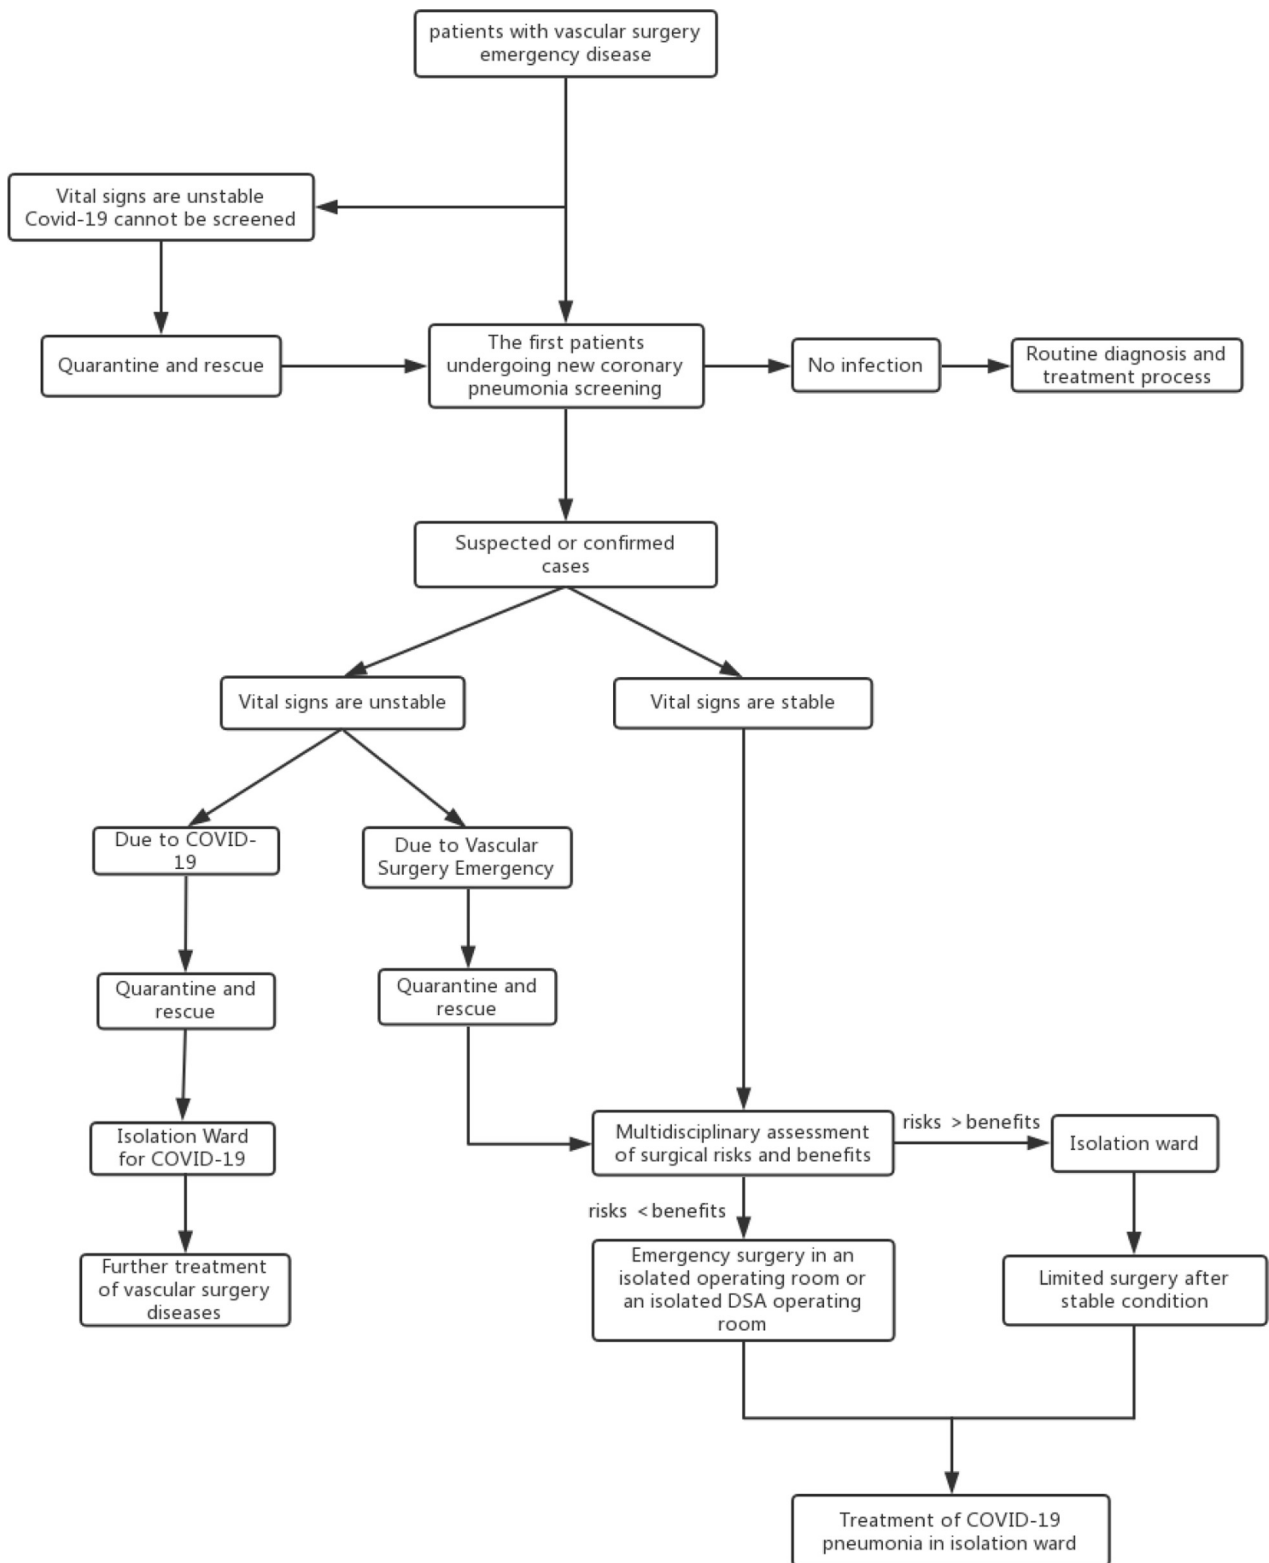 patients with vascular surgery
emergency disease
Vital signs are unstable
Covid-19 cannot be screened
Quarantine and rescue
The first patients
undergoing new coronary
pneumonia screening
No infection
Routine diagnosis and
treatment process
Suspected or confirmed
cases
Vital signs are unstable
Vital signs are stable
Due to COVID-
19
Due to Vascular
Surgery Emergency
Quarantine and
rescue
Quarantine and
rescue
Isolation Ward
for COVID-19
Multidisciplinary assessment
of surgical risks and benefits
risks > benefits
Isolation ward
risks < benefits
Further treatment
of vascular surgery
diseases
Emergency surgery in an
isolated operating room or
an isolated DSA operating
room
Limited surgery after
stable condition
Treatment of COVID-19
pneumonia in isolation ward